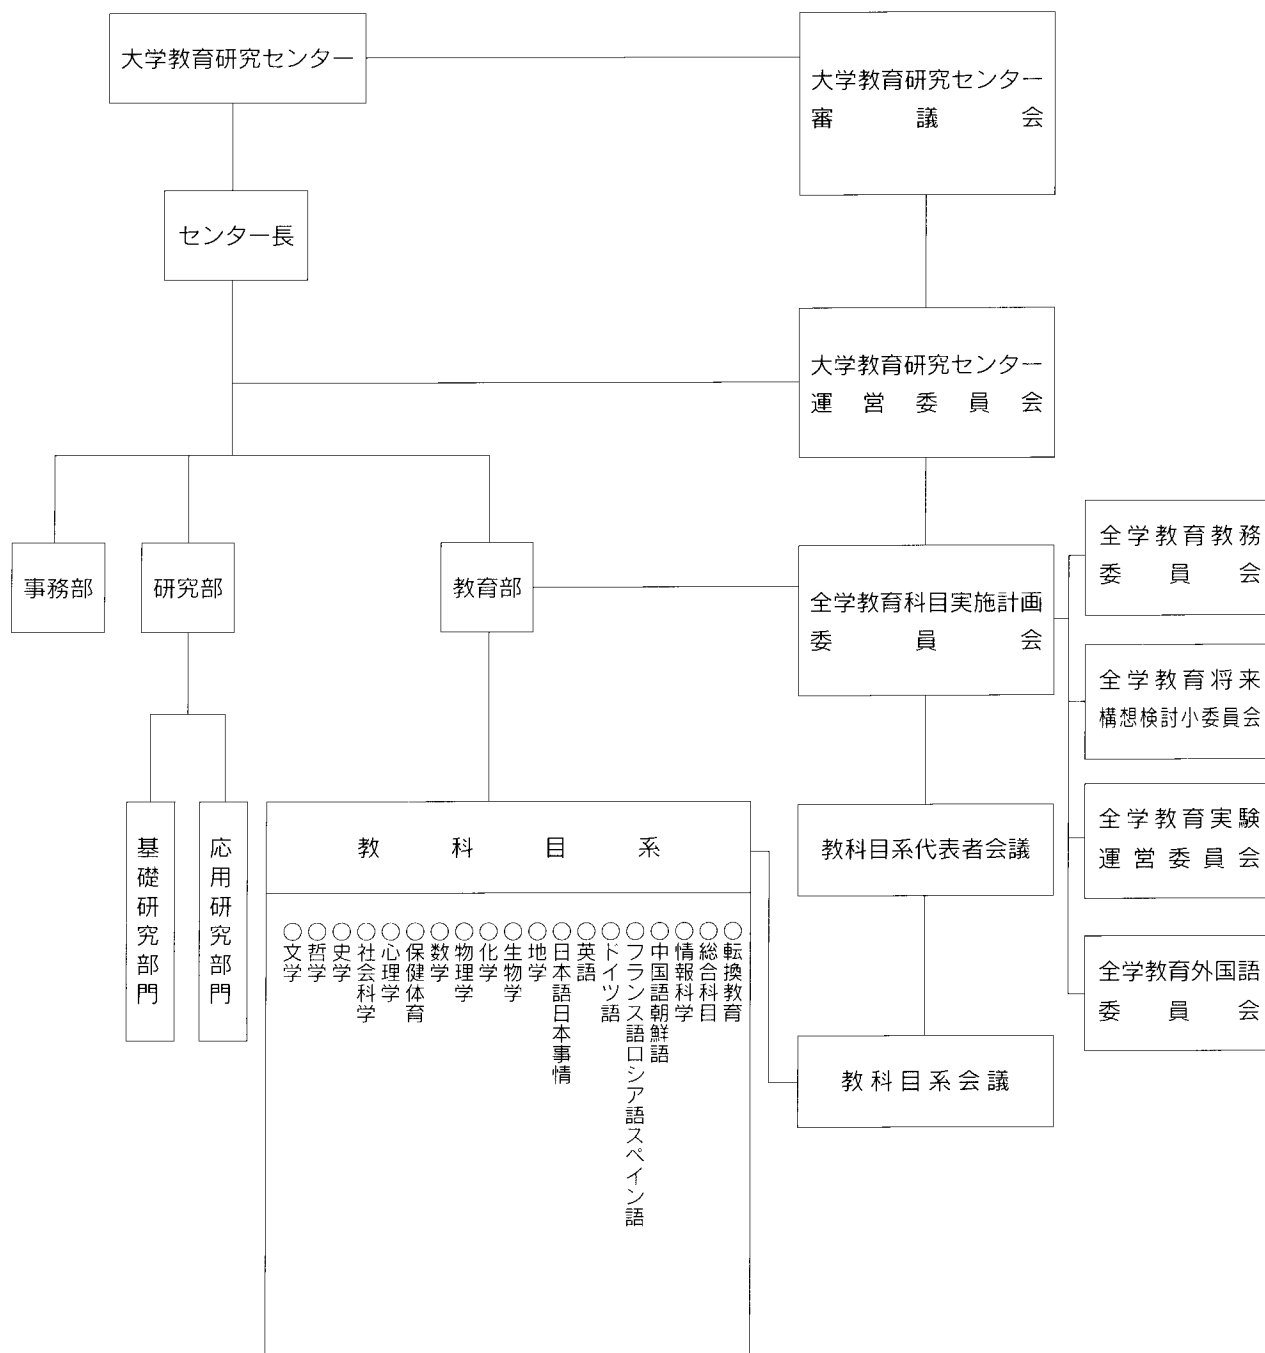 大学教育研究センター
大学教育研究センター
審議会
センター長
大学教育研究センター
運営委員会
事務部
研究部
教育部
全学教育科目実施計画
委員会
全学教育教務
委員会
全学教育将来
構想検討小委員会
全学教育実験
運営委員会
全学教育外国語
委員会
基礎研究部門
応用研究部門
教科目系
教科目系代表者会議
教科目系会議
○転換教育
○総合科目
○情報科学
○中国語朝鮮語
○フランス語ロシア語スペイン語
○ドイツ語
○英語
○日本語日本事情
○地学
○生物学
○化学
○物理学
○数学
○保健体育
○心理学
○社会科学
○史学
○哲学
○文学